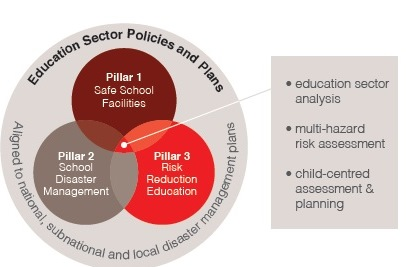 Education Sector Policies and Plans
Pillar 1
Safe School
Facilities
Pillar 2
School
Disaster
Management
Pillar 3
Risk
Reduction
Education
Aligned to national, subnational and local disaster management plans
• education sector
analysis
• multi-hazard
risk assessment
• child-centred
assessment &
planning